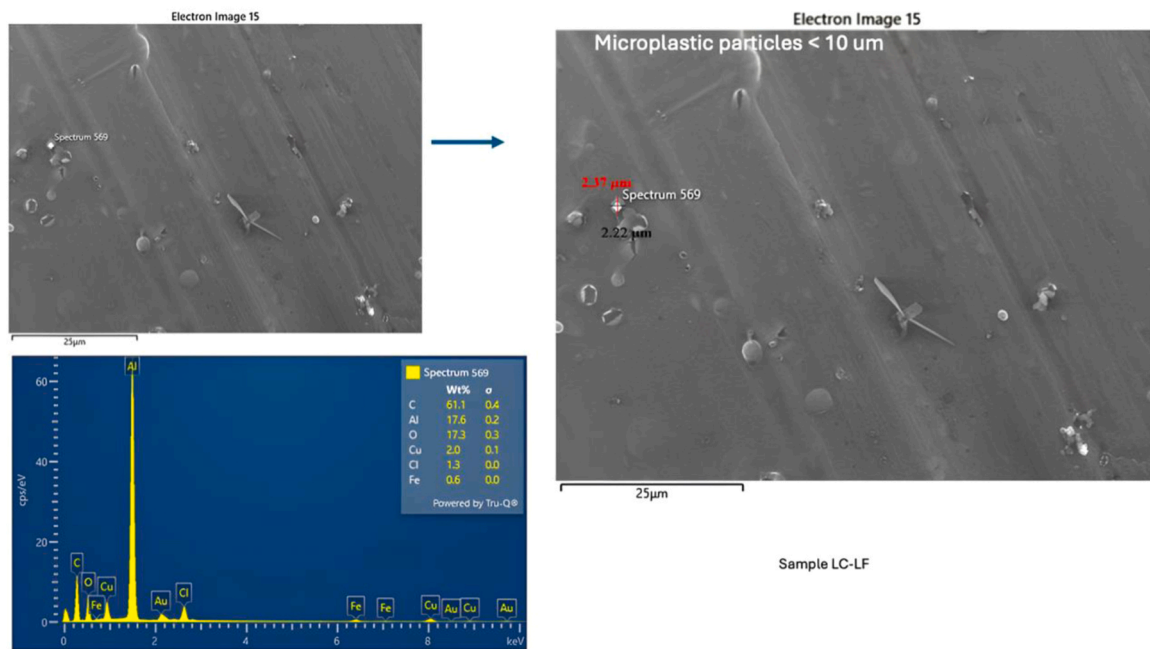 Electron Image 15
Spectrum 569
25µm
Electron Image 15
Microplastic particles < 10 um
2.37 µm
Spectrum 569
2.22 µm
25µm
Sample LC-LF
Spectrum 569
Wt% σ
C 61.1 0.4
Al 17.6 0.2
O 17.3 0.3
Cu 2.0 0.1
Cl 1.3 0.0
Fe 0.6 0.0
Powered by Tru-Q®
cps/eV
60
40
20
0
Al
C
O
Fe
Cu
Au
Cl
Fe
Fe
Cu
Au
Cu
Au
0 2 4 6 8 keV